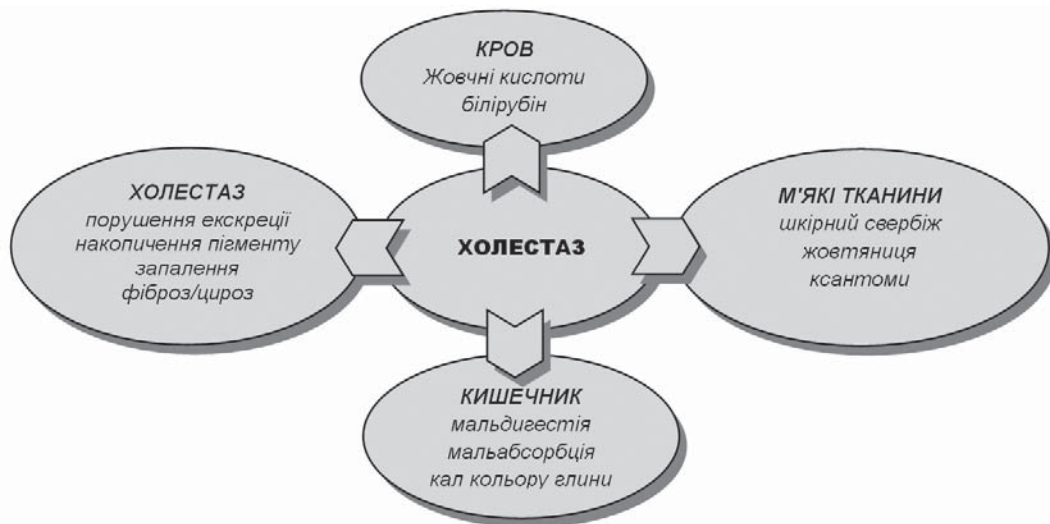 КРОВ
Жовчні кислоти
білірубін
ХОЛЕСТАЗ
порушення екскреції
накопичення пігменту
запалення
фіброз/цироз
ХОЛЕСТАЗ
М'ЯКІ ТКАНИНИ
шкірний свербіж
жовтяниця
ксантоми
КИШЕЧНИК
мальдигестія
мальабсорбція
кал кольору глини